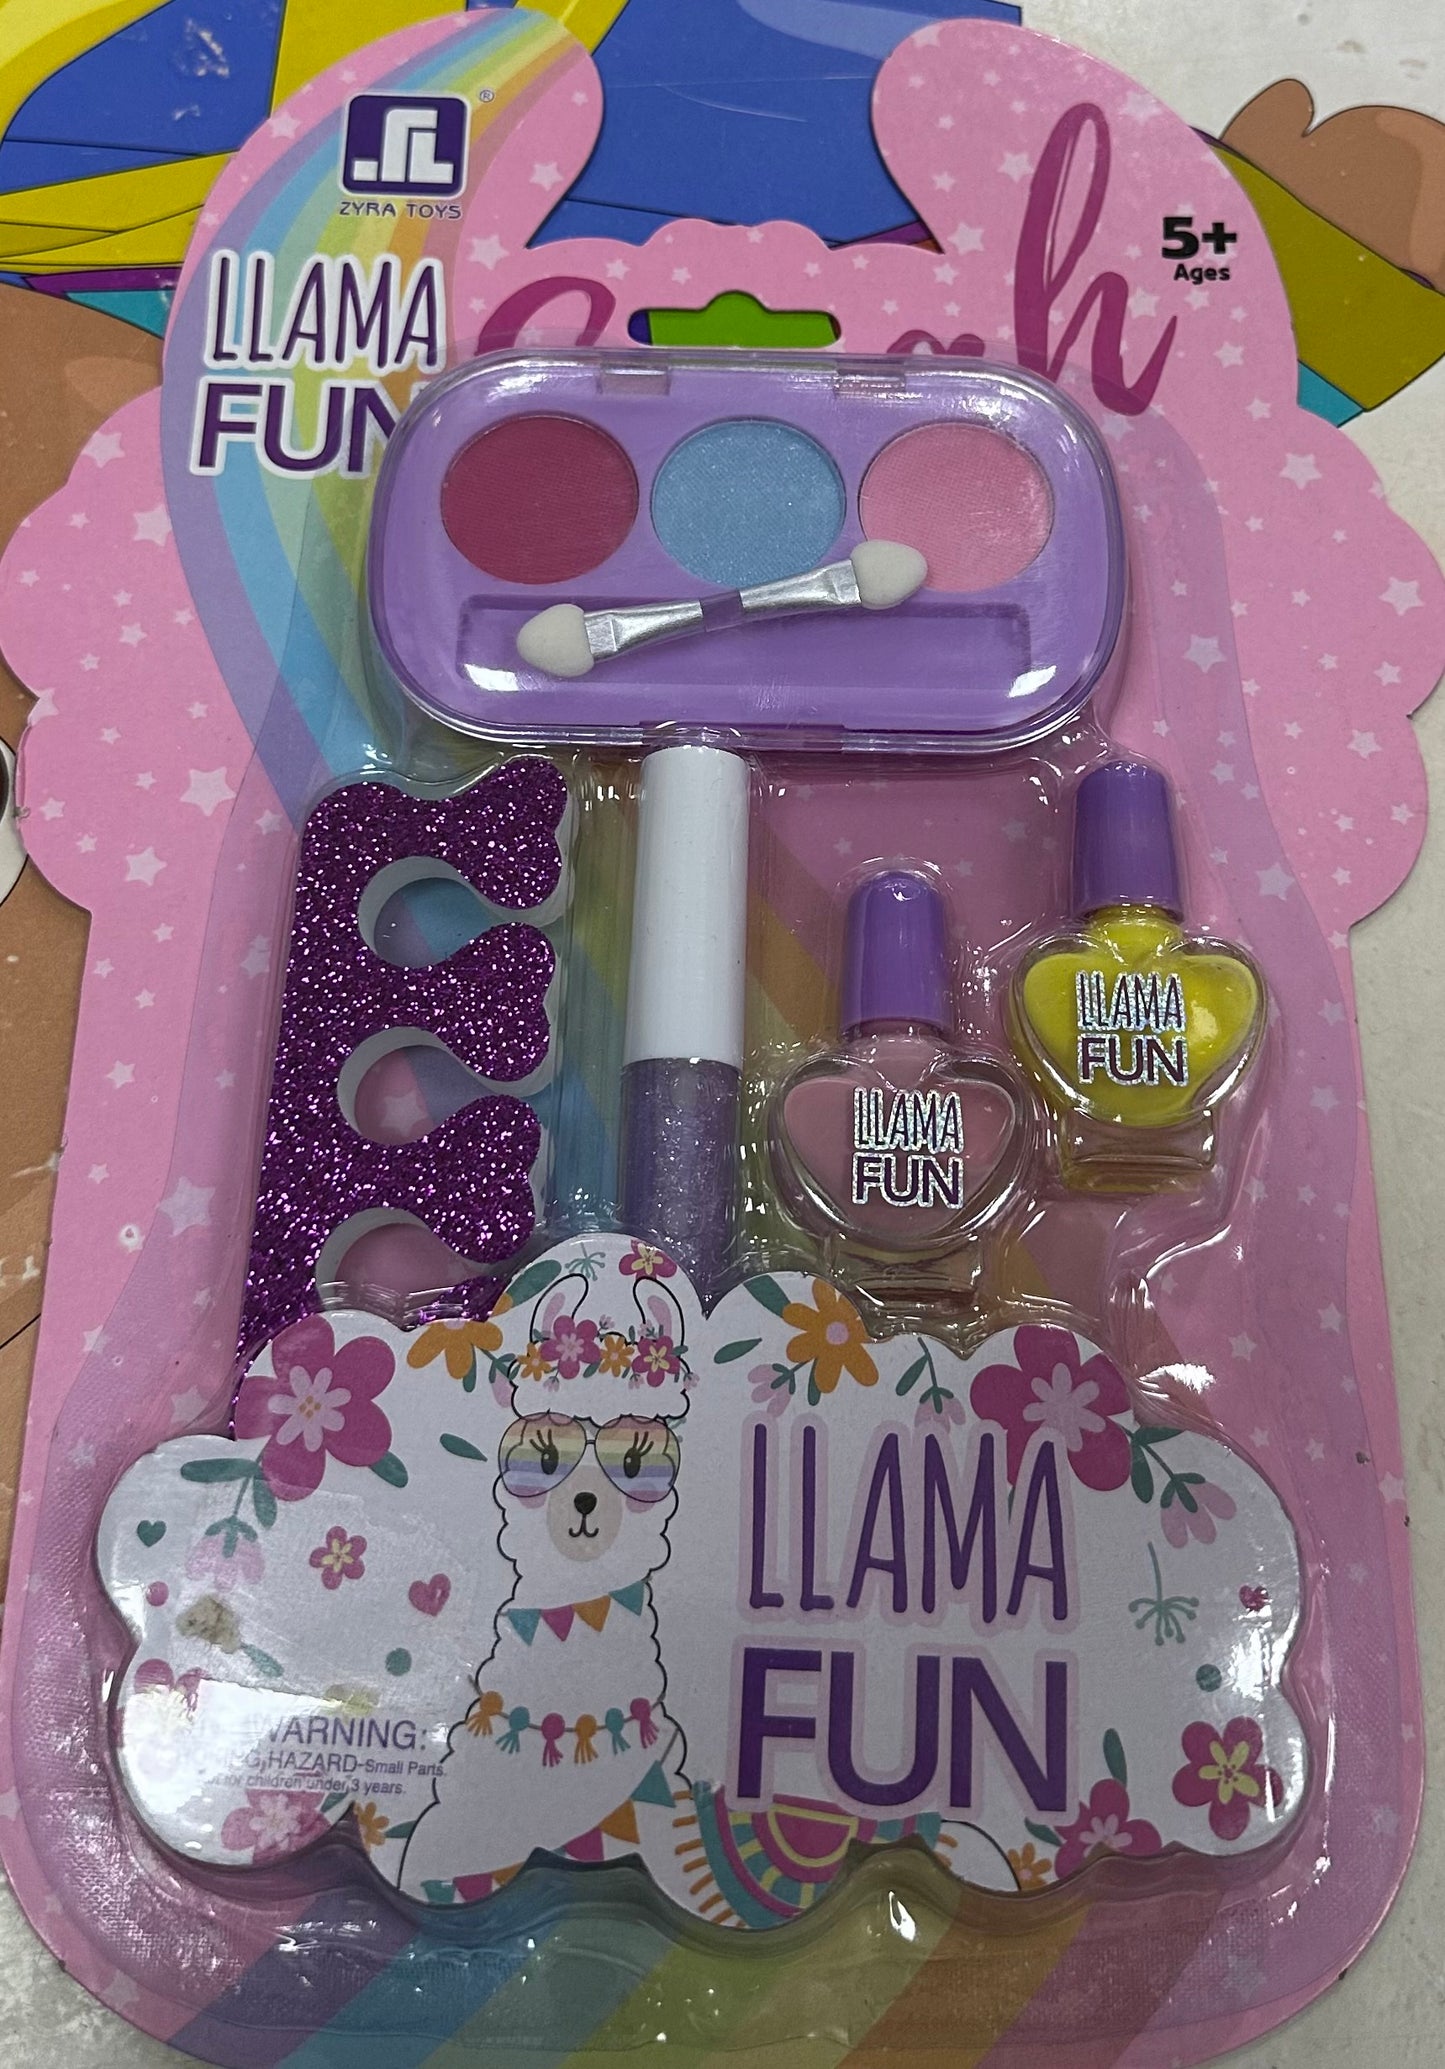 ®
ZYRA TOYS
LLAMA
FUN
5+
Ages
LLAMA
FUN
LLAMA
FUN
LLAMA
FUN
WARNING:
HAZARD-Small Parts.
for children under 3 years.